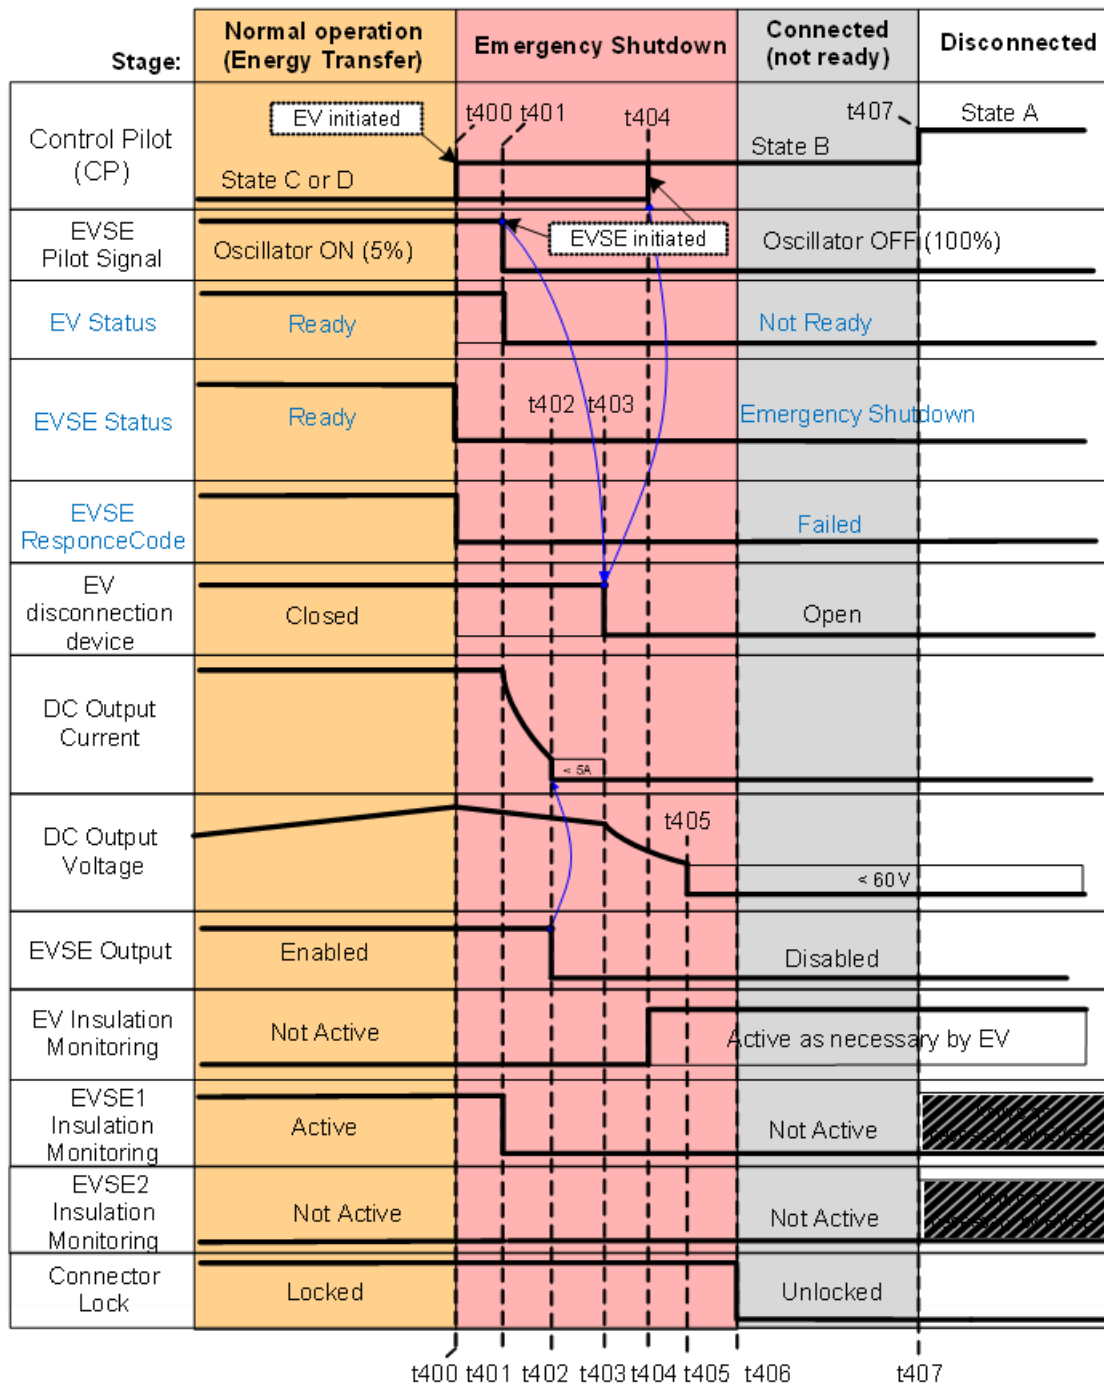 Stage:
Normal operation
(Energy Transfer)
Emergency Shutdown
Connected
(not ready)
Disconnected
Control Pilot
(CP)
EV initiated
t400
t401
t404
t407
State A
State B
State C or D
EVSE
Pilot Signal
Oscillator ON (5%)
EVSE initiated
Oscillator OFF (100%)
EV Status
Ready
Not Ready
EVSE Status
Ready
t402
t403
Emergency Shutdown
EVSE
ResponceCode
Failed
EV
disconnection
device
Closed
Open
DC Output
Current
< 5A
DC Output
Voltage
t405
< 60 V
EVSE Output
Enabled
Disabled
EV Insulation
Monitoring
Not Active
Active as necessary by EV
EVSE1
Insulation
Monitoring
Active
Not Active
EVSE2
Insulation
Monitoring
Not Active
Not Active
Connector
Lock
Locked
Unlocked
t400 t401 t402 t403 t404 t405 t406 t407